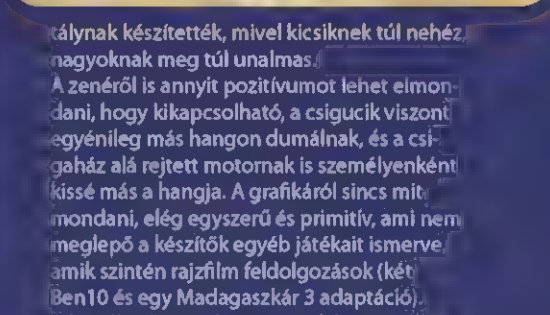 tálynak készítették, mivel kicsiknek túl nehéz,
nagyoknak meg túl unalmas.
A zenéről is annyit pozitívumot lehet elmon-
dani, hogy kikapcsolható, a csigucik viszont
egyénileg más hangon dumálnak, és a csi-
gaház alá rejtett motornak is személyenként
kissé más a hangja. A grafikáról sincs mit
mondani, elég egyszerű és primitív, ami nem
meglepő a készítők egyéb játékait ismerve,
amik szintén rajzfilm feldolgozások (két
Ben10 és egy Madagaszkár 3 adaptáció).